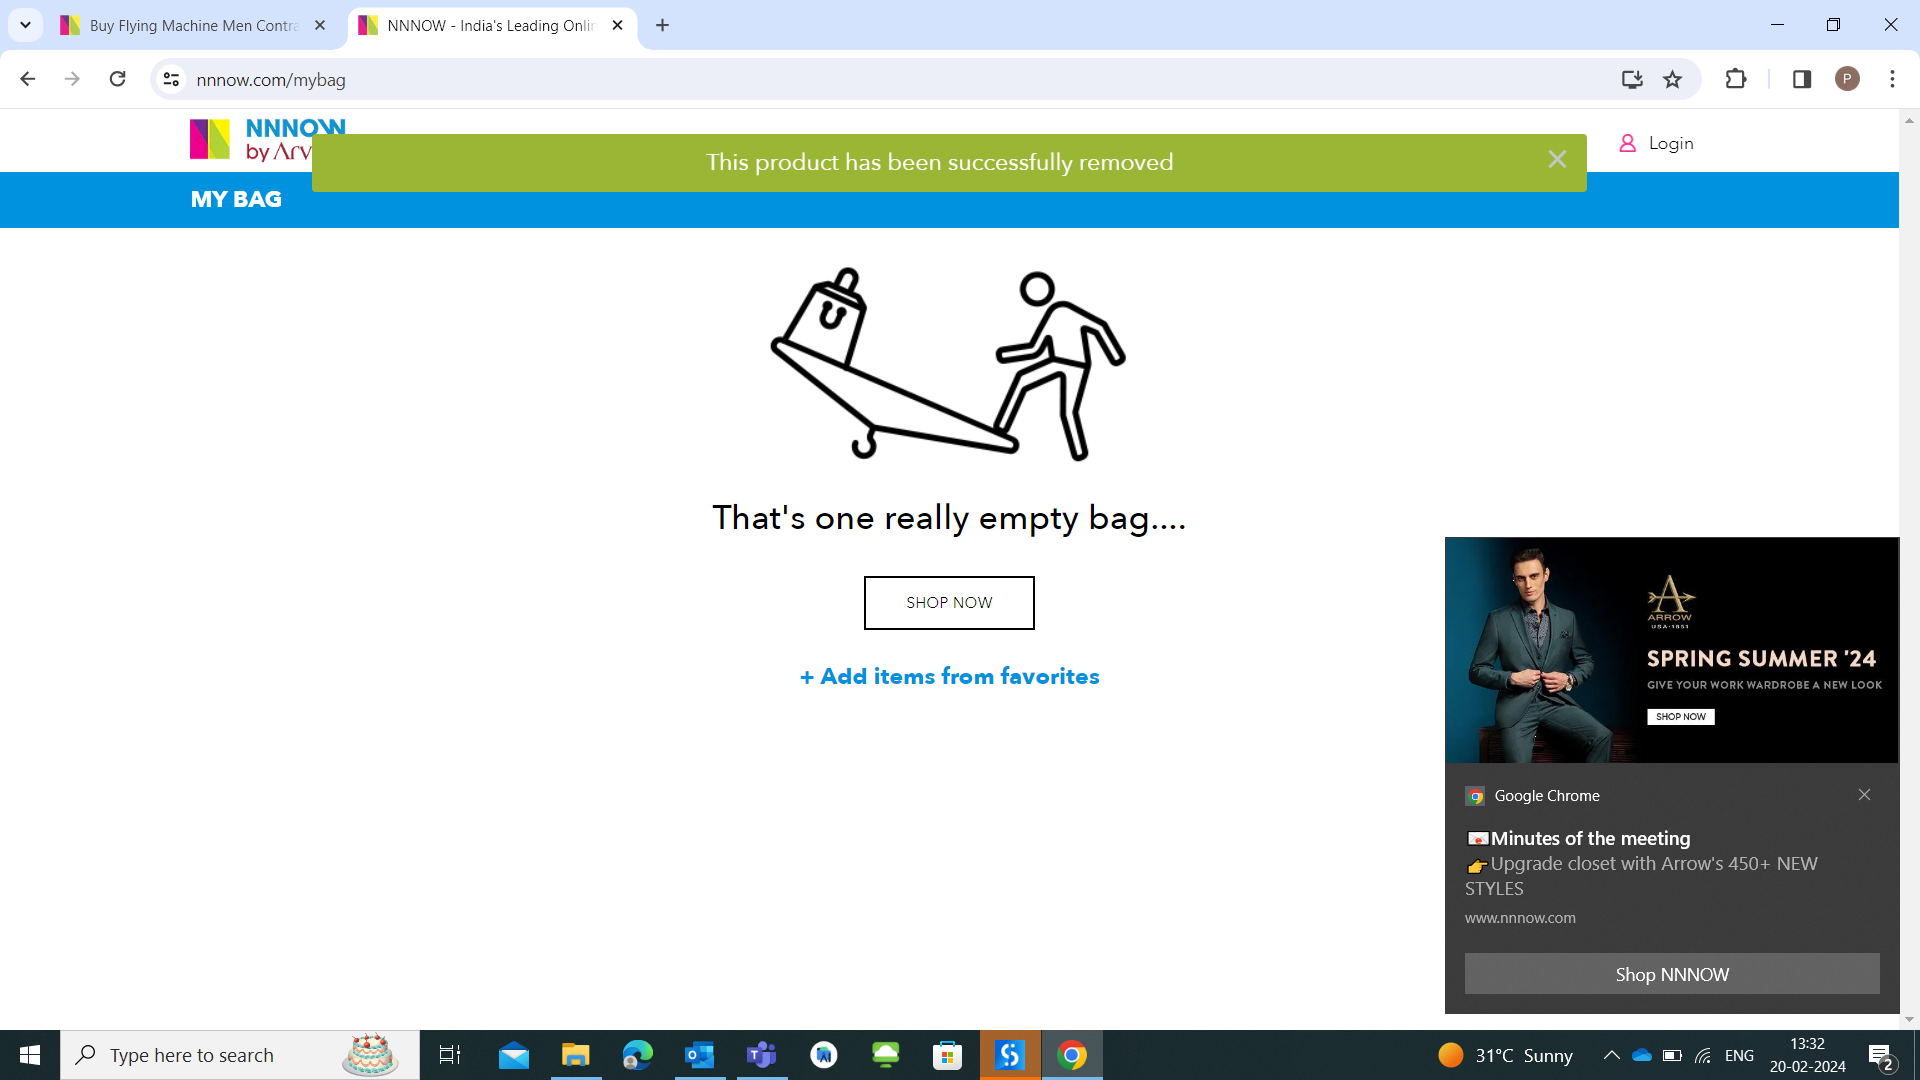 Buy Flying Machine Men Contra
NNNOW - India's Leading Onlin
nnnow.com/mybag
P
NNNOW
by Arv
This product has been successfully removed
Login
MY BAG
That's one really empty bag....
SHOP NOW
+ Add items from favorites
A
ARROW
USA·1851
SPRING SUMMER '24
GIVE YOUR WORK WARDROBE A NEW LOOK
SHOP NOW
Google Chrome
Minutes of the meeting
Upgrade closet with Arrow's 450+ NEW
STYLES
www.nnnow.com
Shop NNNOW
Type here to search
31°C Sunny
ENG
13:32
20-02-2024
2